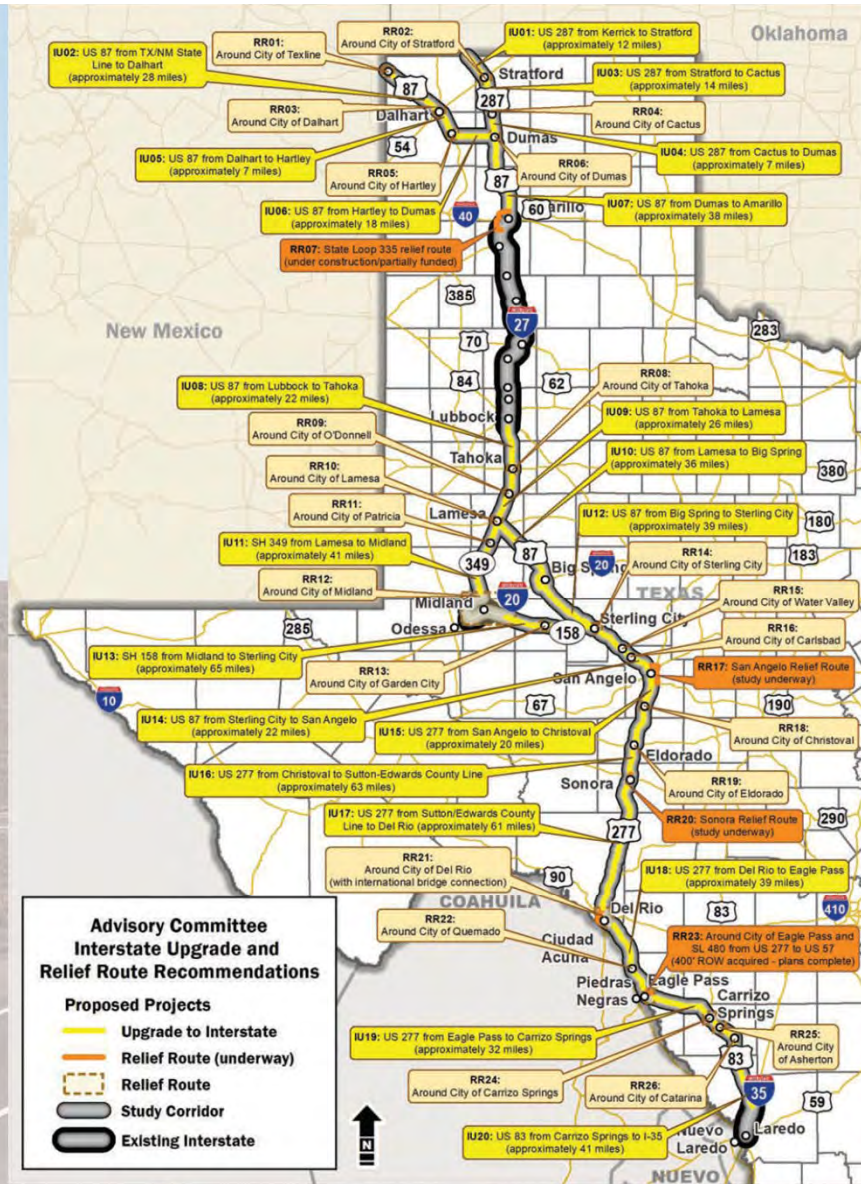 Oklahoma
RR02:
Around City of Stratford
IU01: US 287 from Kerrick to Stratford
(approximately 12 miles)
RR01:
Around City of Texline
IU02: US 87 from TX/NM State
Line to Dalhart
(approximately 28 miles)
Stratford
IU03: US 287 from Stratford to Cactus
(approximately 14 miles)
87
287
RR03:
Around City of Dalhart
Dalhart
RR04:
Around City of Cactus
54
Dumas
IU05: US 87 from Dalhart to Hartley
(approximately 7 miles)
RR05:
Around City of Hartley
RR06:
Around City of Dumas
IU04: US 287 from Cactus to Dumas
(approximately 7 miles)
87
IU06: US 87 from Hartley to Dumas
(approximately 18 miles)
40
60
arillo
IU07: US 87 from Dumas to Amarillo
(approximately 38 miles)
RR07: State Loop 335 relief route
(under construction/partially funded)
385
New Mexico
27
283
70
84
62
IU08: US 87 from Lubbock to Tahoka
(approximately 22 miles)
RR08:
Around City of Tahoka
Lubbock
RR09:
Around City of O'Donnell
IU09: US 87 from Tahoka to Lamesa
(approximately 26 miles)
Tahoka
RR10:
Around City of Lamesa
IU10: US 87 from Lamesa to Big Spring
(approximately 36 miles)
380
RR11:
Around City of Patricia
Lamesa
IU12: US 87 from Big Spring to Sterling City
(approximately 39 miles)
180
IU11: SH 349 from Lamesa to Midland
(approximately 41 miles)
87
183
349
Big Spring
20
RR14:
Around City of Sterling City
RR12:
Around City of Midland
TEXAS
Midland
20
RR15:
Around City of Water Valley
Sterling City
285
Odessa
158
RR16:
Around City of Carlsbad
IU13: SH 158 from Midland to Sterling City
(approximately 65 miles)
RR13:
Around City of Garden City
San Angelo
RR17: San Angelo Relief Route
(study underway)
10
67
190
IU14: US 87 from Sterling City to San Angelo
(approximately 22 miles)
IU15: US 277 from San Angelo to Christoval
(approximately 20 miles)
RR18:
Around City of Christoval
Eldorado
IU16: US 277 from Christoval to Sutton-Edwards County Line
(approximately 63 miles)
RR19:
Around City of Eldorado
Sonora
IU17: US 277 from Sutton/Edwards County
Line to Del Rio (approximately 61 miles)
RR20: Sonora Relief Route
(study underway)
290
277
RR21:
Around City of Del Rio
(with international bridge connection)
90
IU18: US 277 from Del Rio to Eagle Pass
(approximately 39 miles)
COAHUILA
83
410
Del Rio
RR22:
Around City of Quemado
Ciudad
Acuña
RR23: Around City of Eagle Pass and
SL 480 from US 277 to US 57
(400' ROW acquired - plans complete)
Piedras
Negras
Eagle Pass
Carrizo
Springs
IU19: US 277 from Eagle Pass to Carrizo Springs
(approximately 32 miles)
RR25:
Around City
of Asherton
83
RR24:
Around City of Carrizo Springs
RR26:
Around City of Catarina
35
59
IU20: US 83 from Carrizo Springs to I-35
(approximately 41 miles)
Nuevo
Laredo
Laredo
NUEVO
Advisory Committee
Interstate Upgrade and
Relief Route Recommendations
Proposed Projects
Upgrade to Interstate
Relief Route (underway)
Relief Route
Study Corridor
Existing Interstate
N